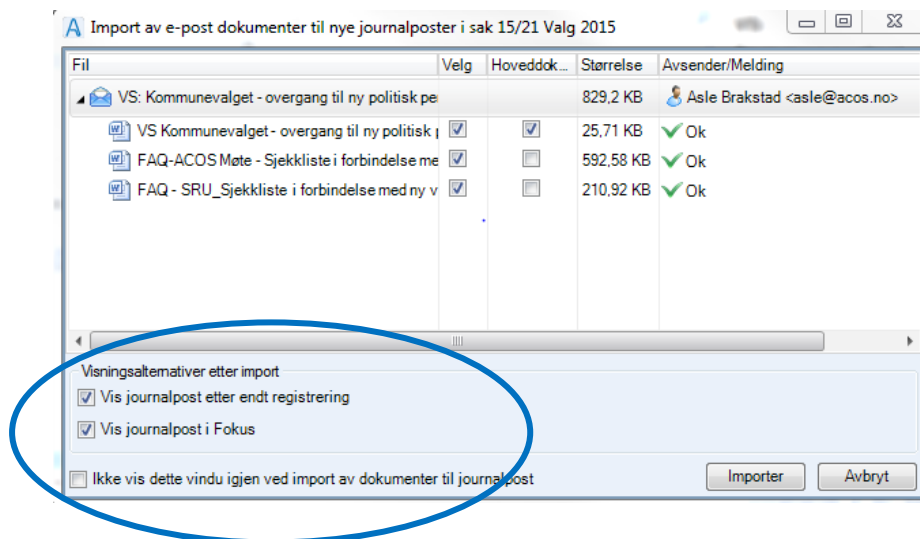 Import av e-post dokumenter til nye journalposter i sak 15/21 Valg 2015
Fil Velg Hoveddok... Størrelse Avsender/Melding
VS: Kommunevalget - overgang til ny politisk pe 829,2 KB Asle Brakstad <asle@acos.no>
VS Kommunevalget - overgang til ny politisk 25,71 KB Ok
FAQ-ACOS Møte - Sjekkliste i forbindelse me 592,58 KB Ok
FAQ - SRU_Sjekkliste i forbindelse med ny v 210,92 KB Ok
Visningsalternativer etter import
Vis journalpost etter endt registrering
Vis journalpost i Fokus
Ikke vis dette vindu igjen ved import av dokumenter til journalpost
Importer Avbryt